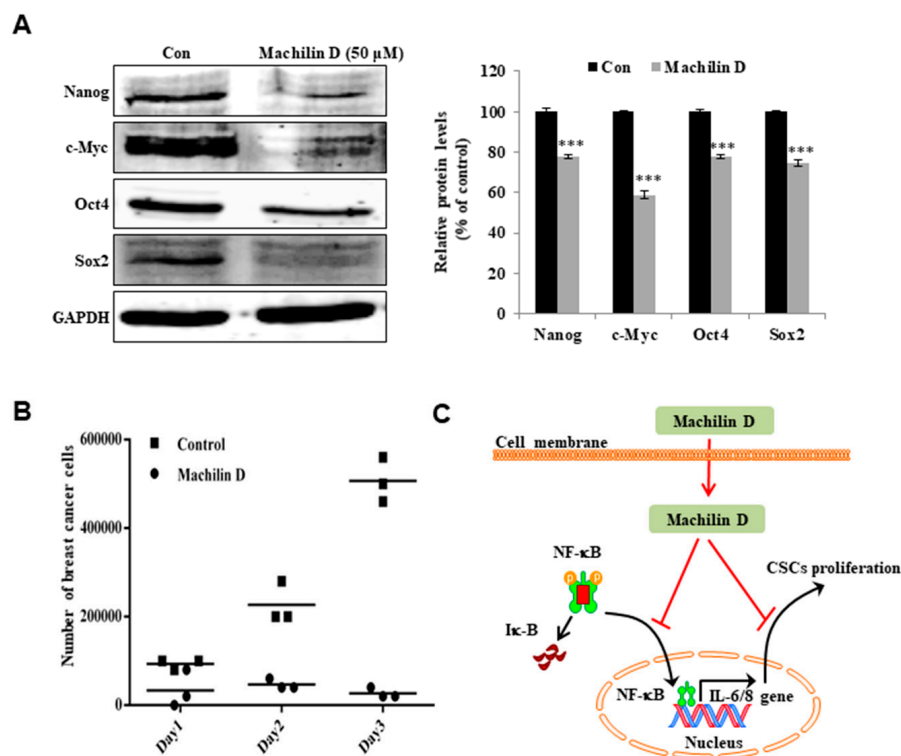 A
Con Machilin D (50 µM)
Nanog
c-Myc
Oct4
Sox2
GAPDH
Con Machilin D
Relative protein levels
(% of control)
120
100
80
60
40
20
0
***
***
***
***
Nanog c-Myc Oct4 Sox2
B
Number of breast cancer cells
600000
400000
200000
0
Control
Machilin D
Day1 Day2 Day3
C
Machilin D
Cell membrane
Machilin D
NF-κB
P P
CSCs proliferation
Iκ-B
NF-κB
IL-6/8 gene
Nucleus